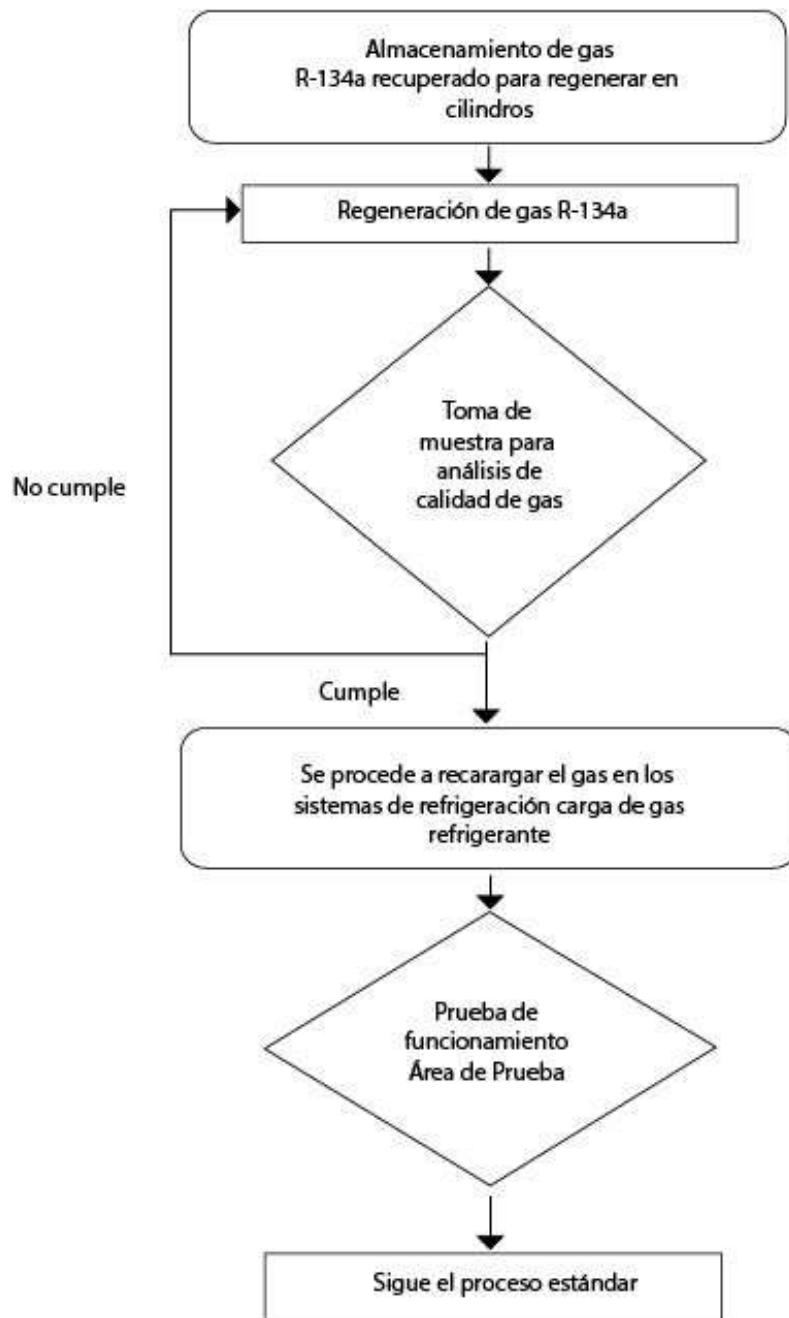 Almacenamiento de gas
R-134a recuperado para regenerar en
cilindros
Regeneración de gas R-134a
Toma de
muestra para
análisis de
calidad de gas
No cumple
Cumple
Se procede a recarargar el gas en los
sistemas de refrigeración carga de gas
refrigerante
Prueba de
funcionamiento
Área de Prueba
Sigue el proceso estándar